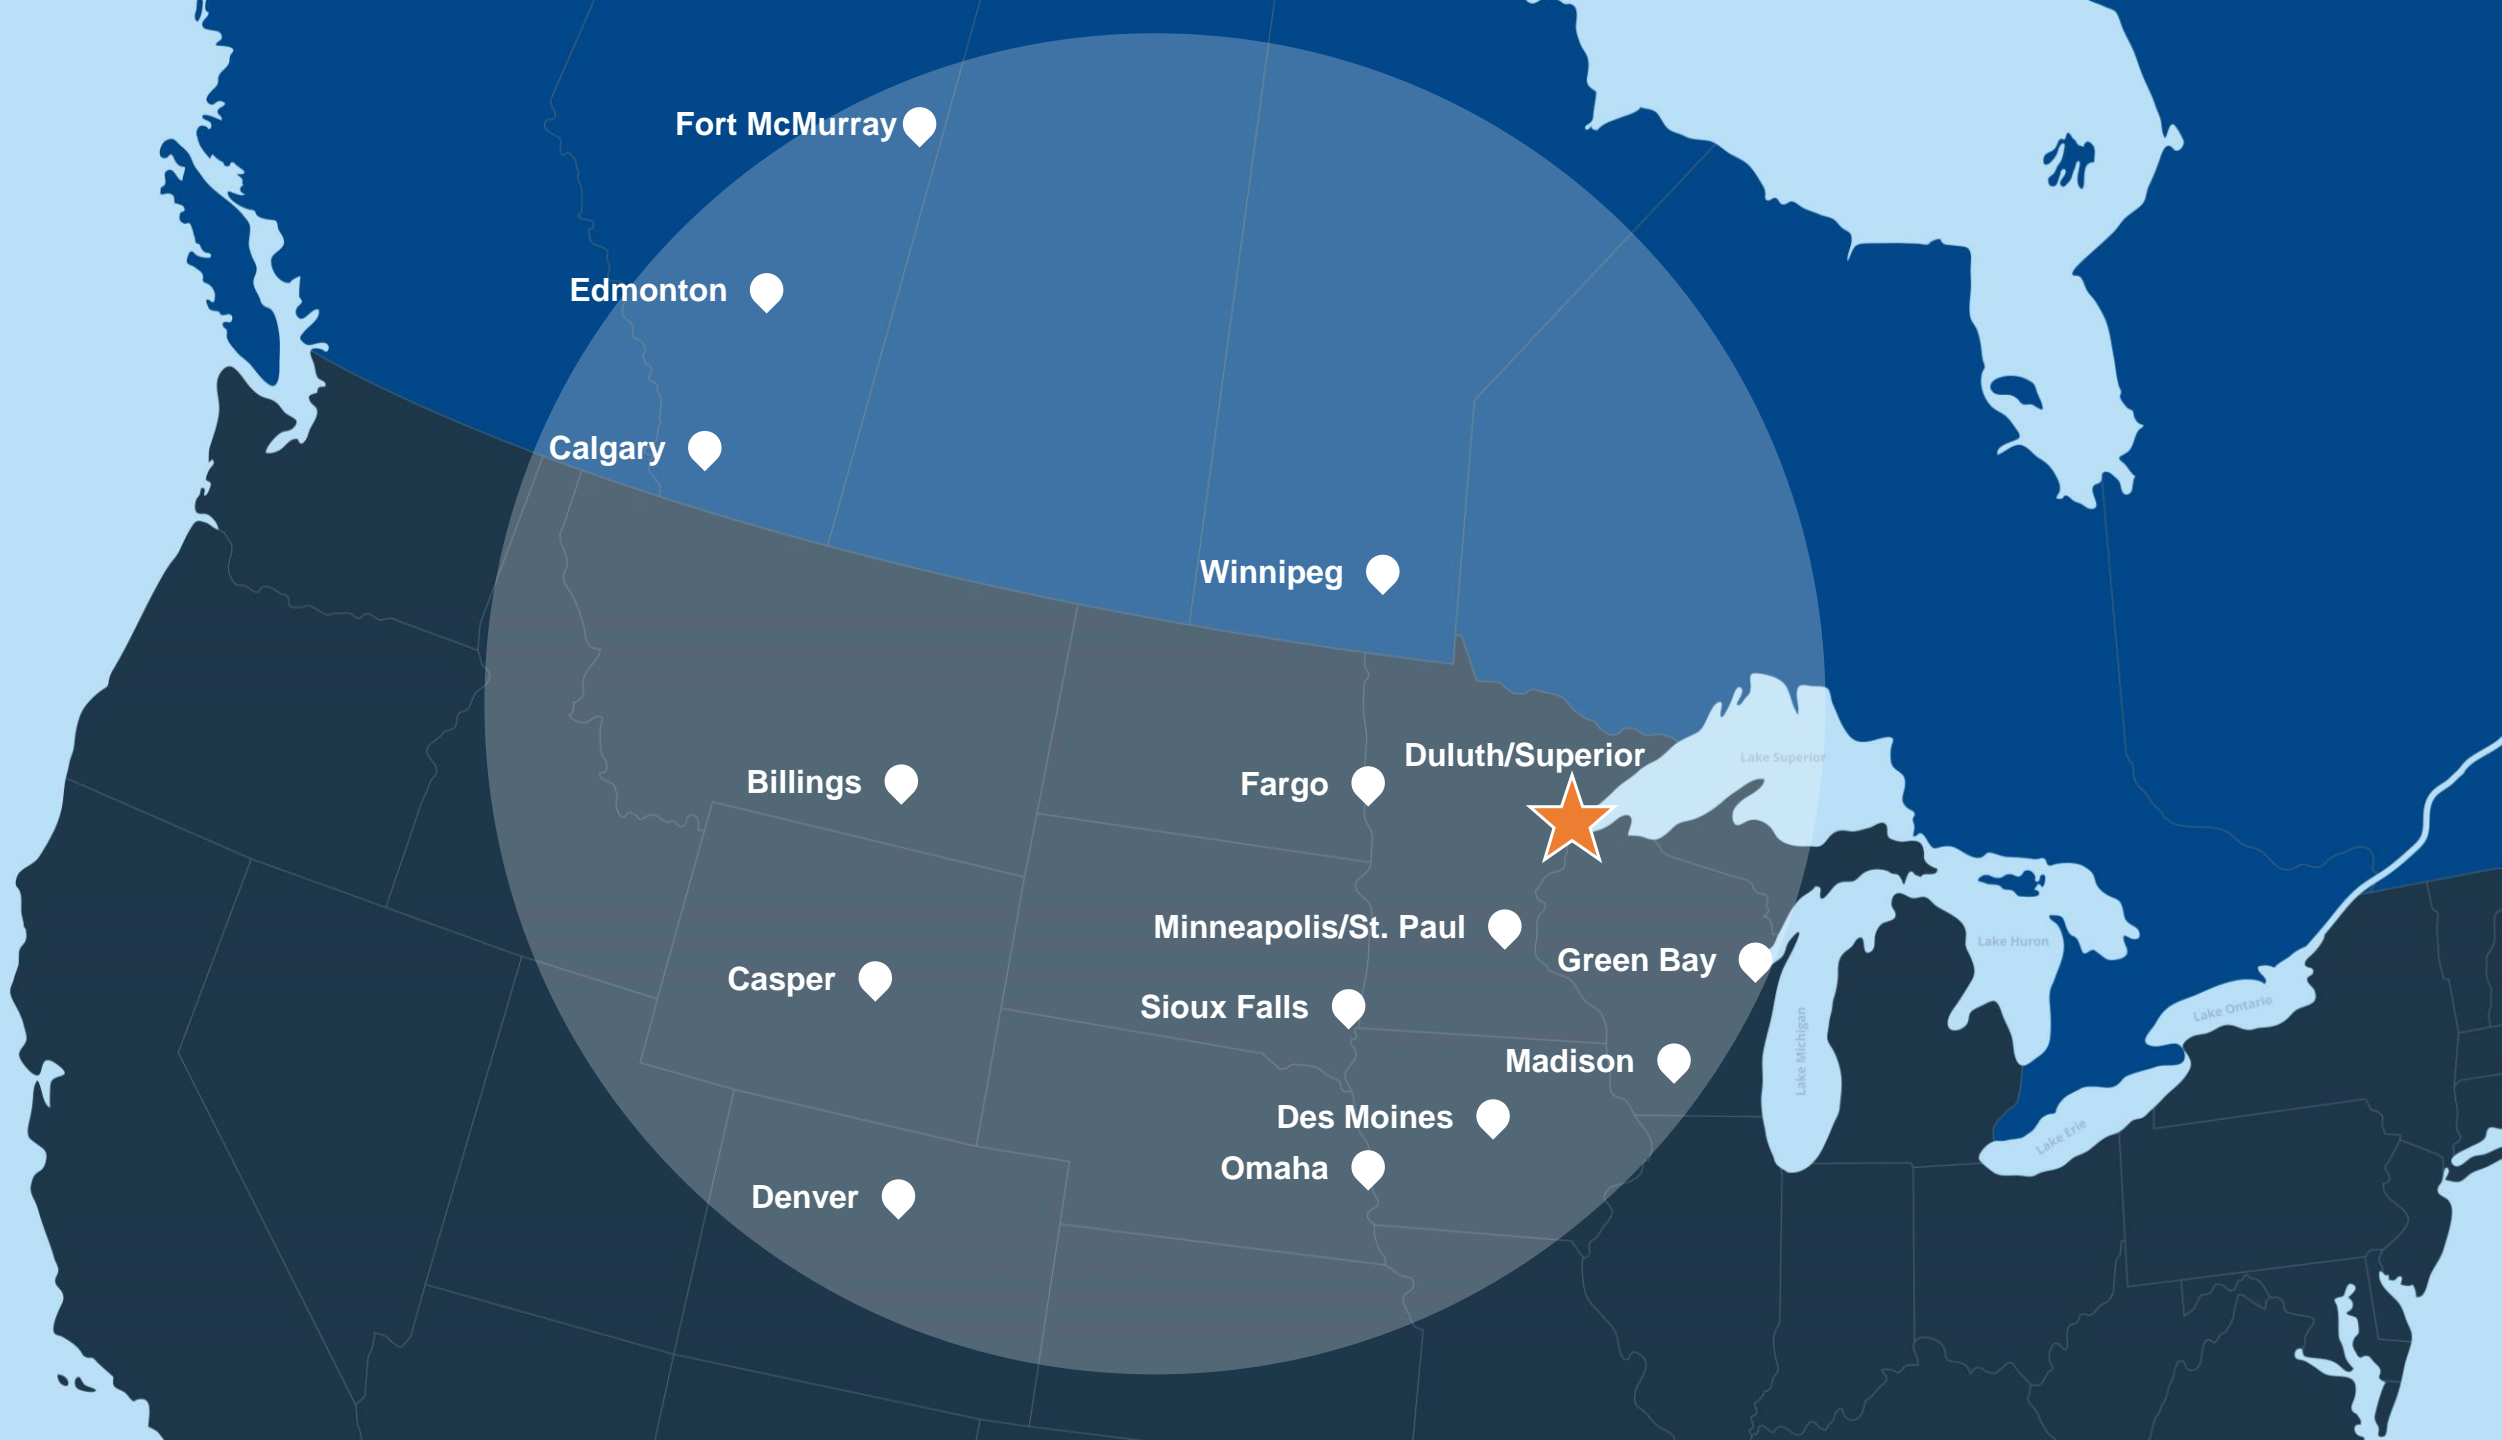 Fort McMurray
Edmonton
Calgary
Winnipeg
Duluth/Superior
Lake Superior
Billings
Fargo
Minneapolis/St. Paul
Lake Huron
Green Bay
Casper
Sioux Falls
Lake Ontario
Lake Michigan
Madison
Des Moines
Lake Erie
Omaha
Denver